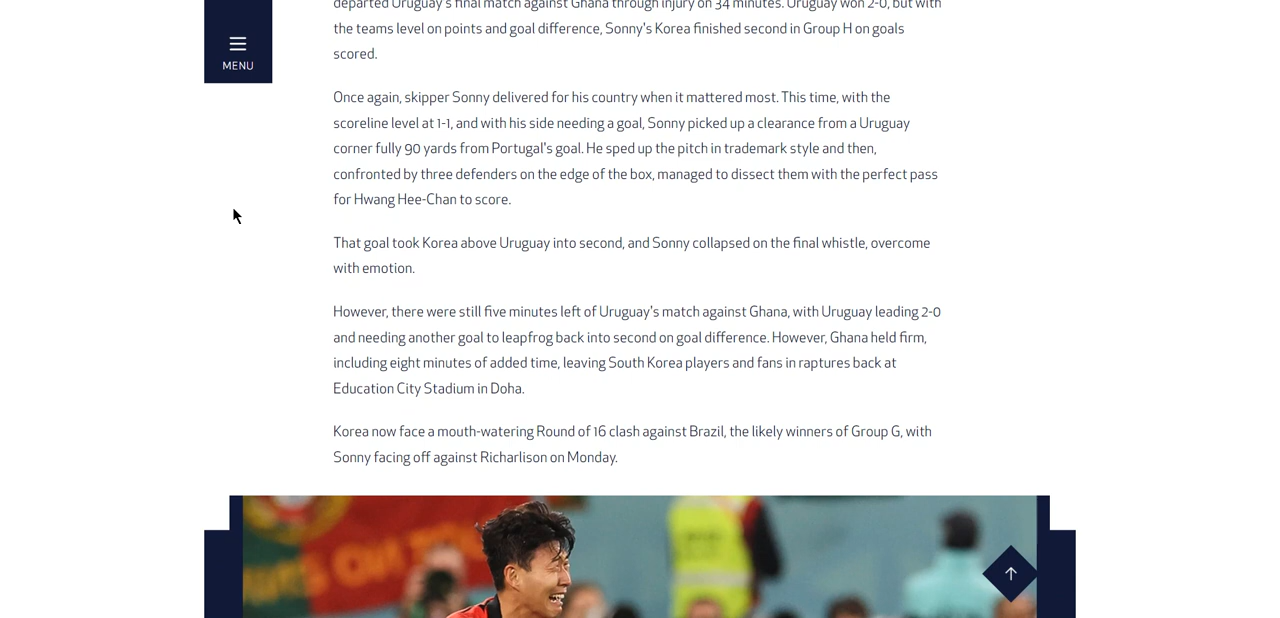 departed Uruguay's final match against Ghana through injury on 34 minutes. Uruguay won 2-0, but with
MENU
the teams level on points and goal difference, Sonny's Korea finished second in Group H on goals
scored.
Once again, skipper Sonny delivered for his country when it mattered most. This time, with the
scoreline level at 1-1, and with his side needing a goal, Sonny picked up a clearance from a Uruguay
corner fully 90 yards from Portugal's goal. He sped up the pitch in trademark style and then,
confronted by three defenders on the edge of the box, managed to dissect them with the perfect pass
for Hwang Hee-Chan to score.
That goal took Korea above Uruguay into second, and Sonny collapsed on the final whistle, overcome
with emotion.
However, there were still five minutes left of Uruguay's match against Ghana, with Uruguay leading 2-0
and needing another goal to leapfrog back into second on goal difference. However, Ghana held firm,
including eight minutes of added time, leaving South Korea players and fans in raptures back at
Education City Stadium in Doha.
Korea now face a mouth-watering Round of 16 clash against Brazil, the likely winners of Group G, with
Sonny facing off against Richarlison on Monday.